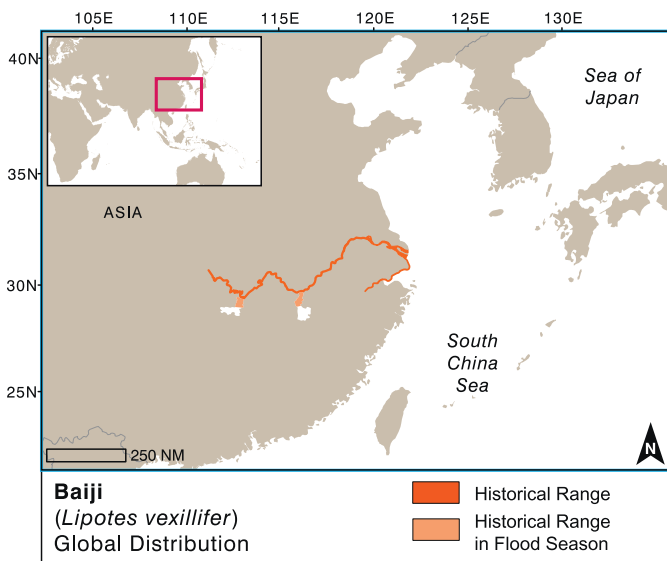 105E
110E
115E
120E
125E
130E
40N
35N
30N
25N
Sea of
Japan
ASIA
South
China
Sea
250 NM
N
Baiji
(Lipotes vexillifer)
Global Distribution
Historical Range
Historical Range
in Flood Season